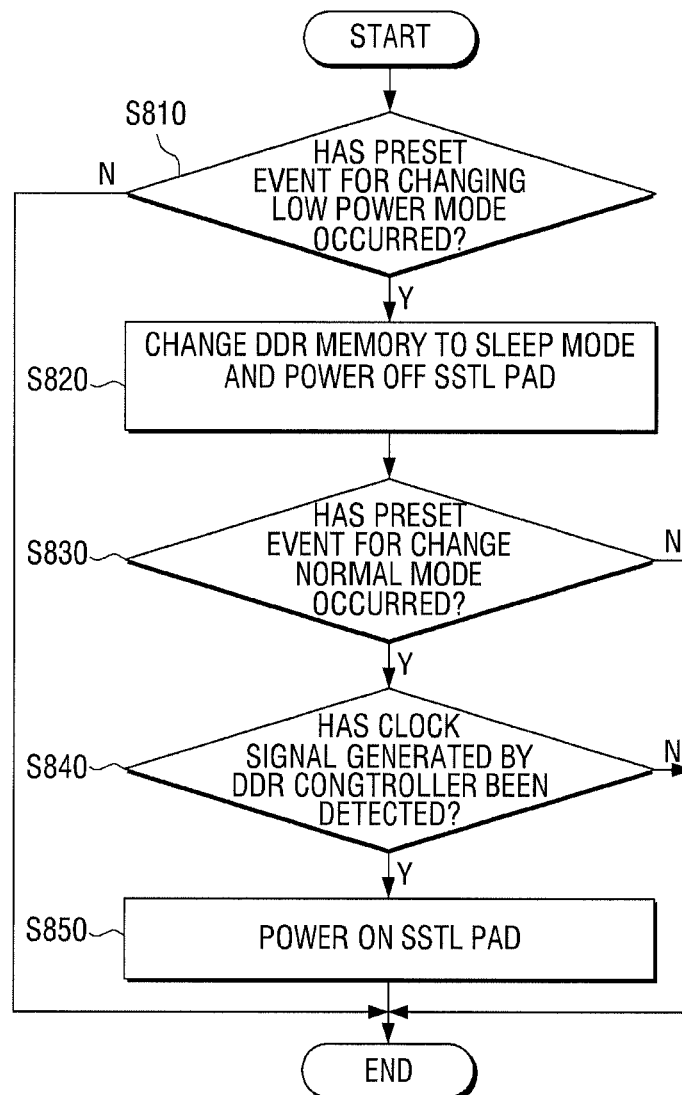 START
S810
N
HAS PRESET
EVENT FOR CHANGING
LOW POWER MODE
OCCURRED?
Y
CHANGE DDR MEMORY TO SLEEP MODE
AND POWER OFF SSTL PAD
S820
HAS PRESET
EVENT FOR CHANGE
NORMAL MODE
OCCURRED?
S830
N
Y
HAS CLOCK
SIGNAL GENERATED BY
DDR CONGTROLLER BEEN
DETECTED?
S840
N
Y
S850
POWER ON SSTL PAD
END